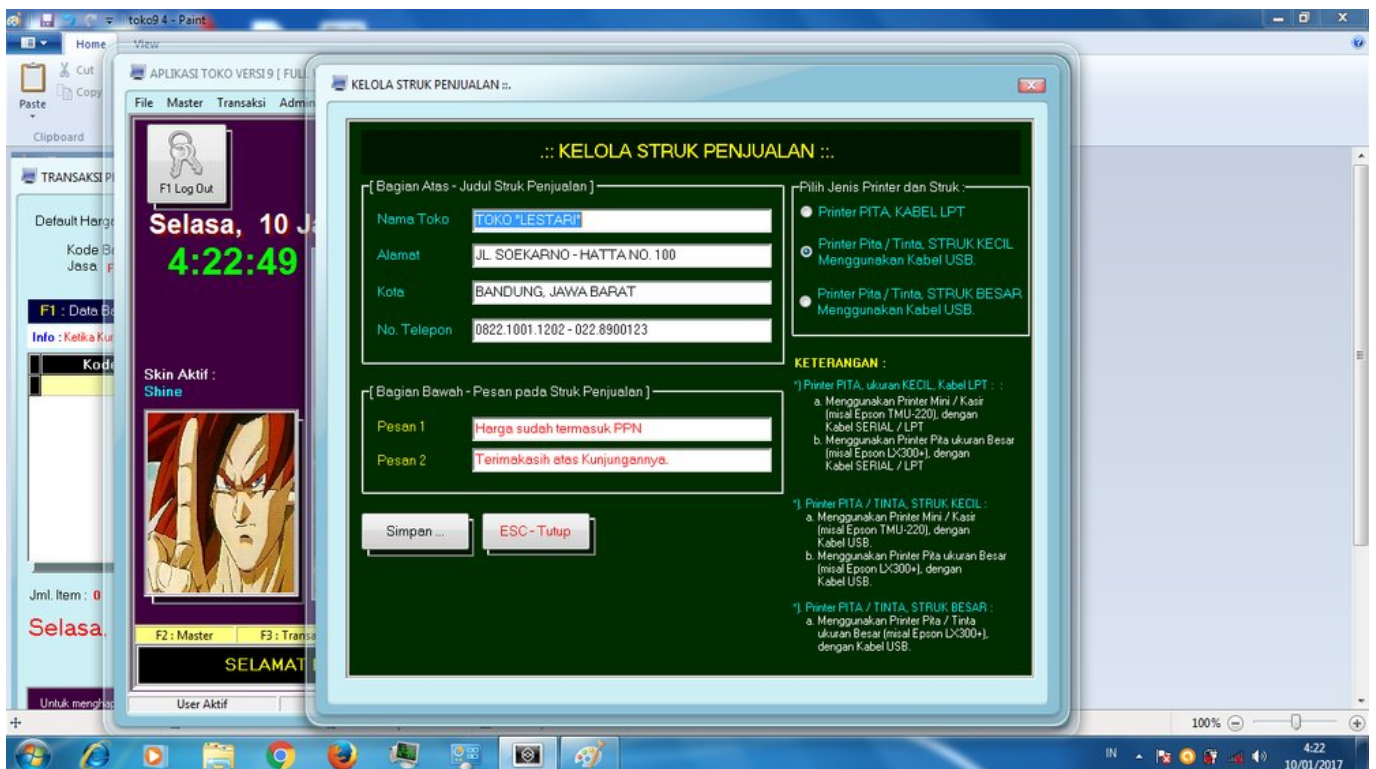 toko9 4 - Paint
Home
View
Cut
Copy
Paste
Clipboard
APLIKASI TOKO VERSI 9 [ FULL
File Master Transaksi Admin
F1 Log Out
Selasa, 10
4:22:49
Skin Aktif :
Shine
F2 : Master
F3 :
SELAMAT
User Aktif
TRANSAKSI
Default
Kode
Jasa
F1 : Data
Info : Ketika
Kode
Jml. Item : 0
Selasa,
Untuk
KELOLA STRUK PENJUALAN ::.
.:: KELOLA STRUK PENJUALAN ::.
[ Bagian Atas - Judul Struk Penjualan ]
Nama Toko
TOKO "LESTARI"
Alamat
JL. SOEKARNO - HATTA NO. 100
Kota
BANDUNG, JAWA BARAT
No. Telepon
0822.1001.1202 - 022.8900123
[ Bagian Bawah - Pesan pada Struk Penjualan ]
Pesan 1
Harga sudah termasuk PPN
Pesan 2
Terimakasih atas Kunjungannya.
Simpan ...
ESC - Tutup
Pilih Jenis Printer dan Struk :
Printer PITA, KABEL LPT
Printer Pita / Tinta, STRUK KECIL
Menggunakan Kabel USB.
Printer Pita / Tinta, STRUK BESAR
Menggunakan Kabel USB.
KETERANGAN :
*) Printer PITA, ukuran KECIL, Kabel LPT : :
a. Menggunakan Printer Mini / Kasir
(misal Epson TMU-220), dengan
Kabel SERIAL / LPT
b. Menggunakan Printer Pita ukuran Besar
(misal Epson LX300+), dengan
Kabel SERIAL / LPT
*). Printer PITA / TINTA, STRUK KECIL :
a. Menggunakan Printer Mini / Kasir
(misal Epson TMU-220), dengan
Kabel USB.
b. Menggunakan Printer Pita ukuran Besar
(misal Epson LX300+), dengan
Kabel USB.
*). Printer PITA / TINTA, STRUK BESAR :
a. Menggunakan Printer Pita / Tinta
ukuran Besar (misal Epson LX300+),
dengan Kabel USB.
100%
IN
4:22
10/01/2017